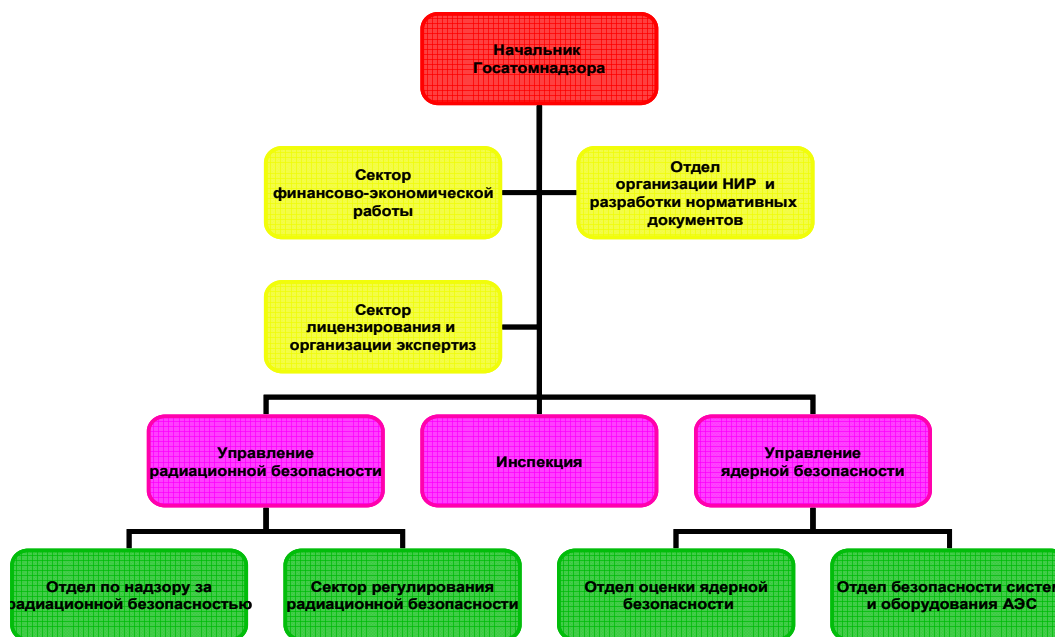 Начальник
Госатомнадзора
Сектор
финансово-экономической
работы
Отдел
организации НИР и
разработки нормативных
документов
Сектор
лицензирования и
организации экспертиз
Управление
радиационной безопасности
Инспекция
Управление
ядерной безопасности
Отдел по надзору за
радиационной безопасностью
Сектор регулирования
радиационной безопасности
Отдел оценки ядерной
безопасности
Отдел безопасности систем
и оборудования АЭС